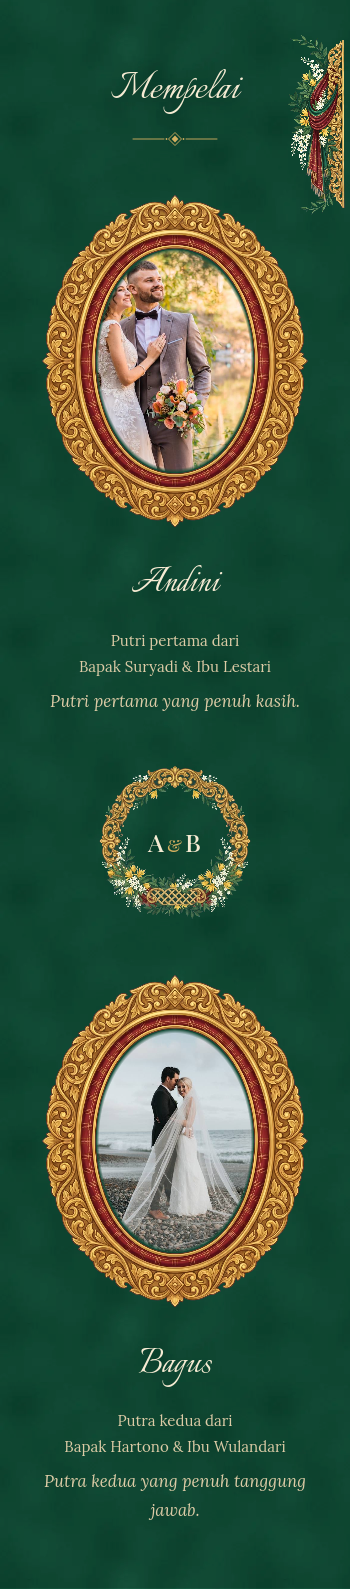 Mempelai
Andini
Putri pertama dari
Bapak Suryadi & Ibu Lestari
Putri pertama yang penuh kasih.
A & B
Bagus
Putra kedua dari
Bapak Hartono & Ibu Wulandari
Putra kedua yang penuh tanggung
jawab.